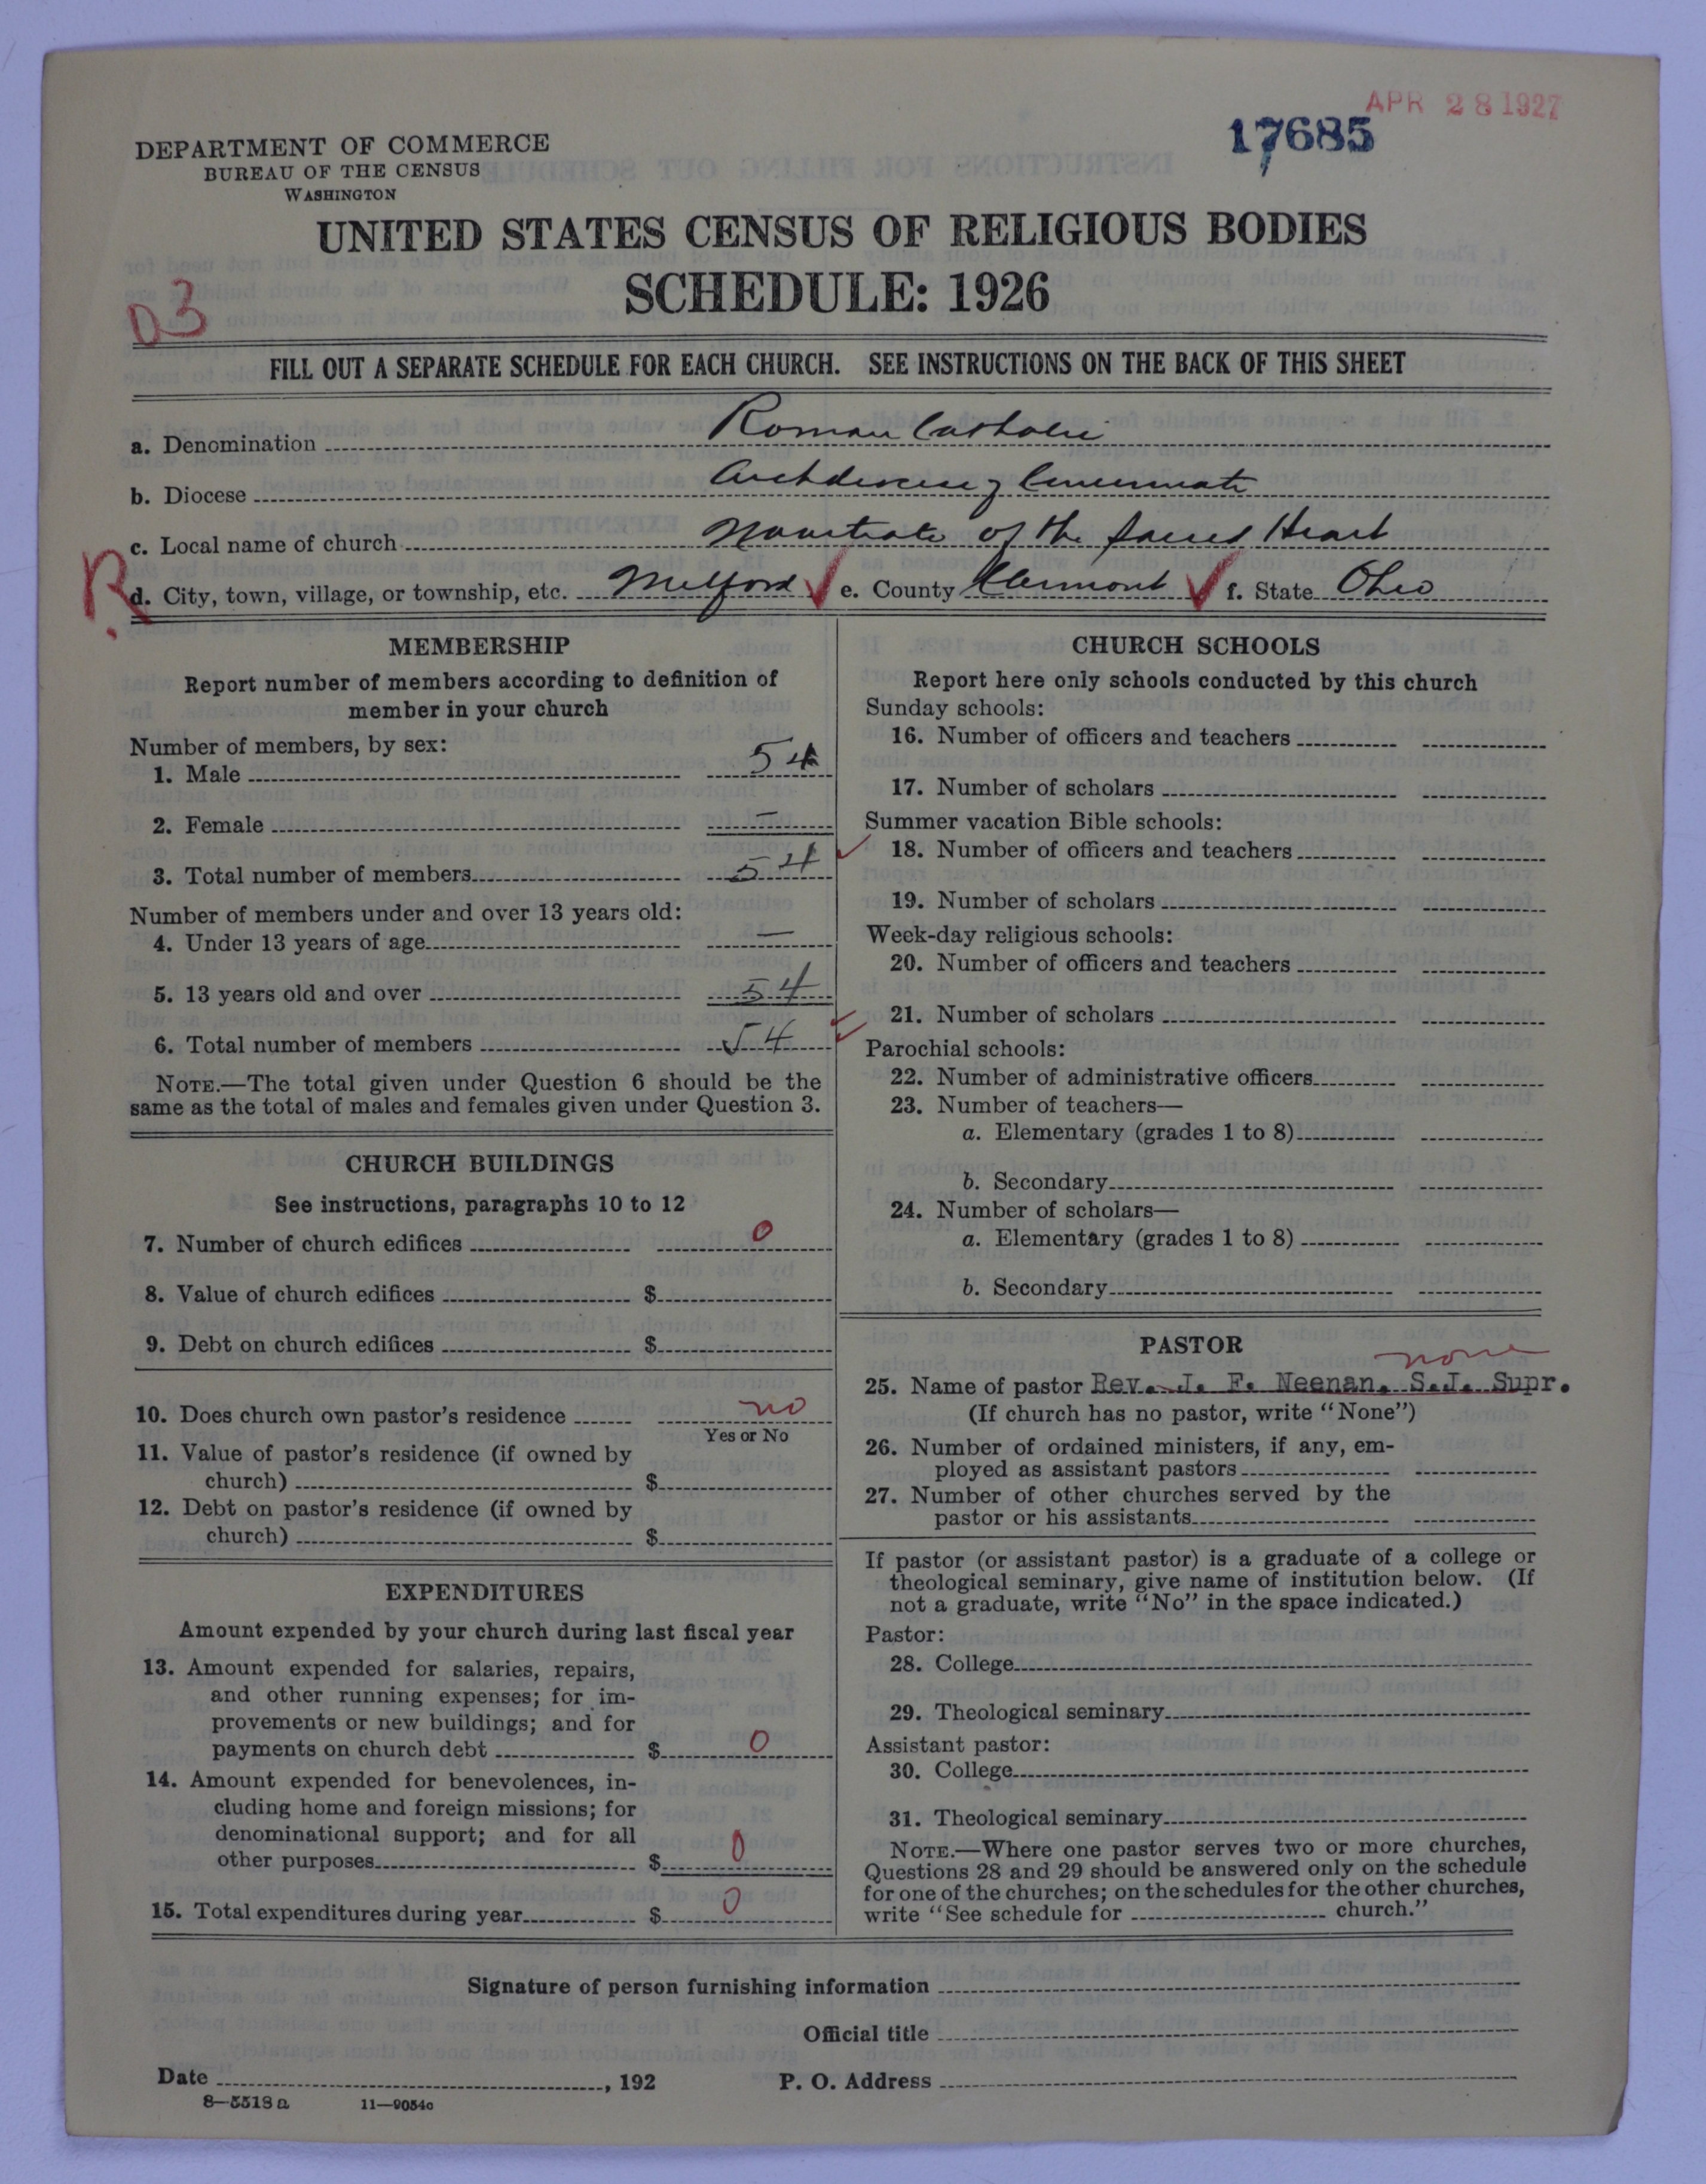 APR 28 1927
17685
DEPARTMENT OF COMMERCE
BUREAU OF THE CENSUS
WASHINGTON
UNITED STATES CENSUS OF RELIGIOUS BODIES
SCHEDULE: 1926
03
FILL OUT A SEPARATE SCHEDULE FOR EACH CHURCH. SEE INSTRUCTIONS ON THE BACK OF THIS SHEET
a. Denomination Roman Catholic
b. Diocese Archdiocese of Cincinnati
c. Local name of church Novitiate of the Sacred Heart
R
d. City, town, village, or township, etc. Milford e. County Clermont f. State Ohio
MEMBERSHIP
Report number of members according to definition of
member in your church
Number of members, by sex:
1. Male 54
2. Female —
3. Total number of members 54
Number of members under and over 13 years old:
4. Under 13 years of age —
5. 13 years old and over 54
6. Total number of members 54
NOTE.—The total given under Question 6 should be the
same as the total of males and females given under Question 3.
CHURCH BUILDINGS
See instructions, paragraphs 10 to 12
7. Number of church edifices 0
8. Value of church edifices $
9. Debt on church edifices $
10. Does church own pastor's residence no
Yes or No
11. Value of pastor's residence (if owned by
church) $
12. Debt on pastor's residence (if owned by
church) $
EXPENDITURES
Amount expended by your church during last fiscal year
13. Amount expended for salaries, repairs,
and other running expenses; for im-
provements or new buildings; and for
payments on church debt $ 0
14. Amount expended for benevolences, in-
cluding home and foreign missions; for
denominational support; and for all
other purposes $ 0
15. Total expenditures during year $ 0
CHURCH SCHOOLS
Report here only schools conducted by this church
Sunday schools:
16. Number of officers and teachers
17. Number of scholars
Summer vacation Bible schools:
18. Number of officers and teachers
19. Number of scholars
Week-day religious schools:
20. Number of officers and teachers
21. Number of scholars
Parochial schools:
22. Number of administrative officers
23. Number of teachers—
a. Elementary (grades 1 to 8)
b. Secondary
24. Number of scholars—
a. Elementary (grades 1 to 8)
b. Secondary
PASTOR
none
25. Name of pastor Rev. J. F. Neenan, S.J. Supr.
(If church has no pastor, write "None")
26. Number of ordained ministers, if any, em-
ployed as assistant pastors
27. Number of other churches served by the
pastor or his assistants
If pastor (or assistant pastor) is a graduate of a college or
theological seminary, give name of institution below. (If
not a graduate, write "No" in the space indicated.)
Pastor:
28. College
29. Theological seminary
Assistant pastor:
30. College
31. Theological seminary
NOTE.—Where one pastor serves two or more churches,
Questions 28 and 29 should be answered only on the schedule
for one of the churches; on the schedules for the other churches,
write "See schedule for church."
Signature of person furnishing information
Official title
Date , 192 P. O. Address
8—5518 a 11—9054c